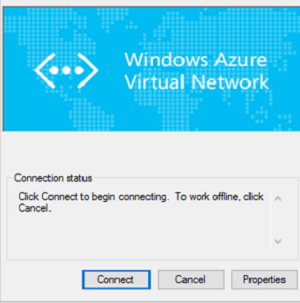 Windows Azure
Virtual Network
Connection status
Click Connect to begin connecting.  To work offline, click
Cancel.
Connect
Cancel
Properties